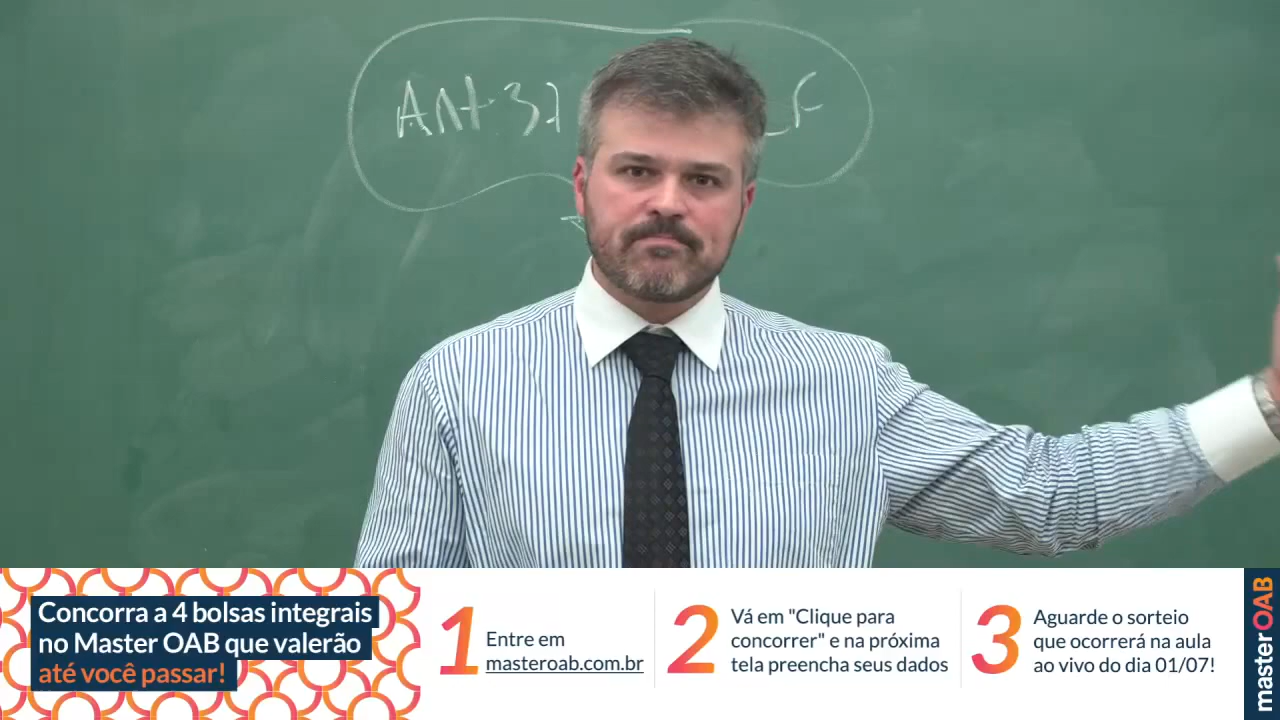 Art 37
Concorra a 4 bolsas integrais
no Master OAB que valerão
até você passar!
1
Entre em
masteroab.com.br
2
Vá em "Clique para
concorrer" e na próxima
tela preencha seus dados
3
Aguarde o sorteio
que ocorrerá na aula
ao vivo do dia 01/07!
masterOAB